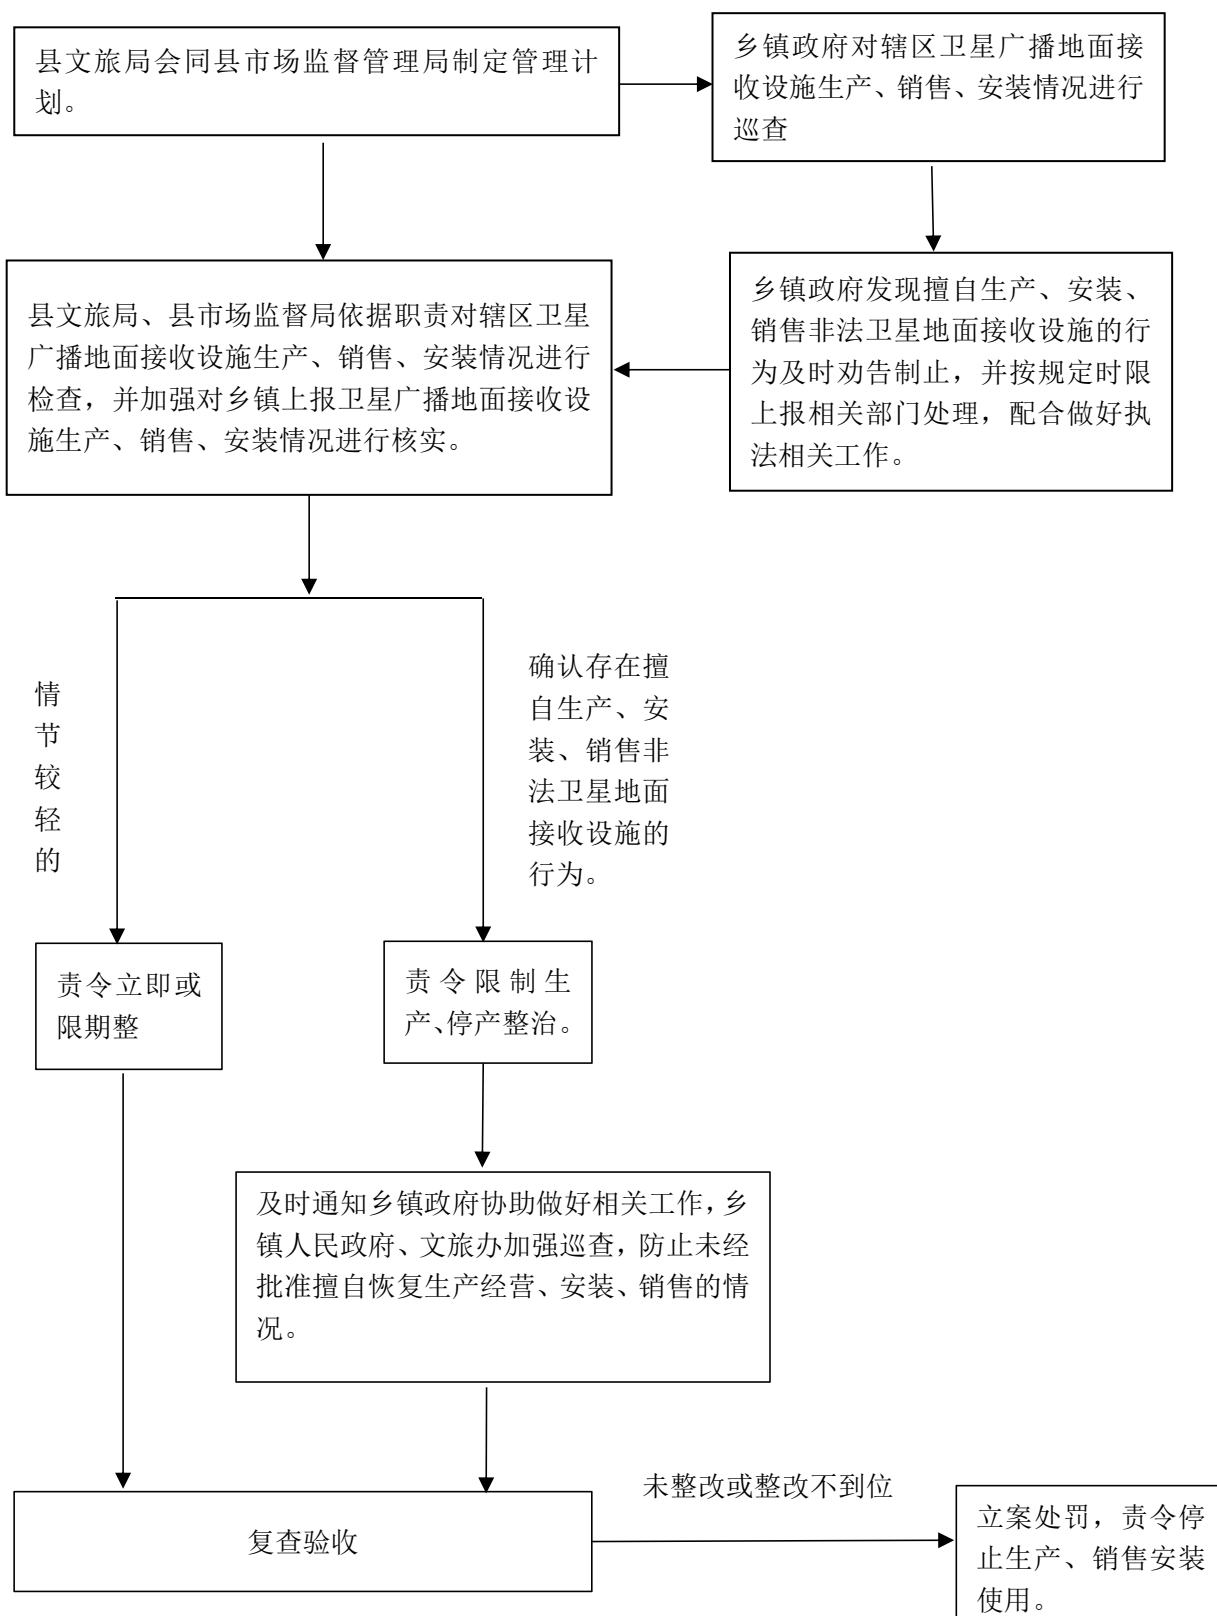 县文旅局会同县市场监督管理局制定管理计
划。
乡镇政府对辖区卫星广播地面接
收设施生产、销售、安装情况进行
巡查
县文旅局、县市场监督局依据职责对辖区卫星
广播地面接收设施生产、销售、安装情况进行
检查，并加强对乡镇上报卫星广播地面接收设
施生产、销售、安装情况进行核实。
乡镇政府发现擅自生产、安装、
销售非法卫星地面接收设施的行
为及时劝告制止，并按规定时限
上报相关部门处理，配合做好执
法相关工作。
情
节
较
轻
的
确认存在擅
自生产、安
装、销售非
法卫星地面
接收设施的
行为。
责令立即或
限期整
责令限制生
产、停产整治。
及时通知乡镇政府协助做好相关工作，乡
镇人民政府、文旅办加强巡查，防止未经
批准擅自恢复生产经营、安装、销售的情
况。
复查验收
未整改或整改不到位
立案处罚，责令停
止生产、销售安装
使用。